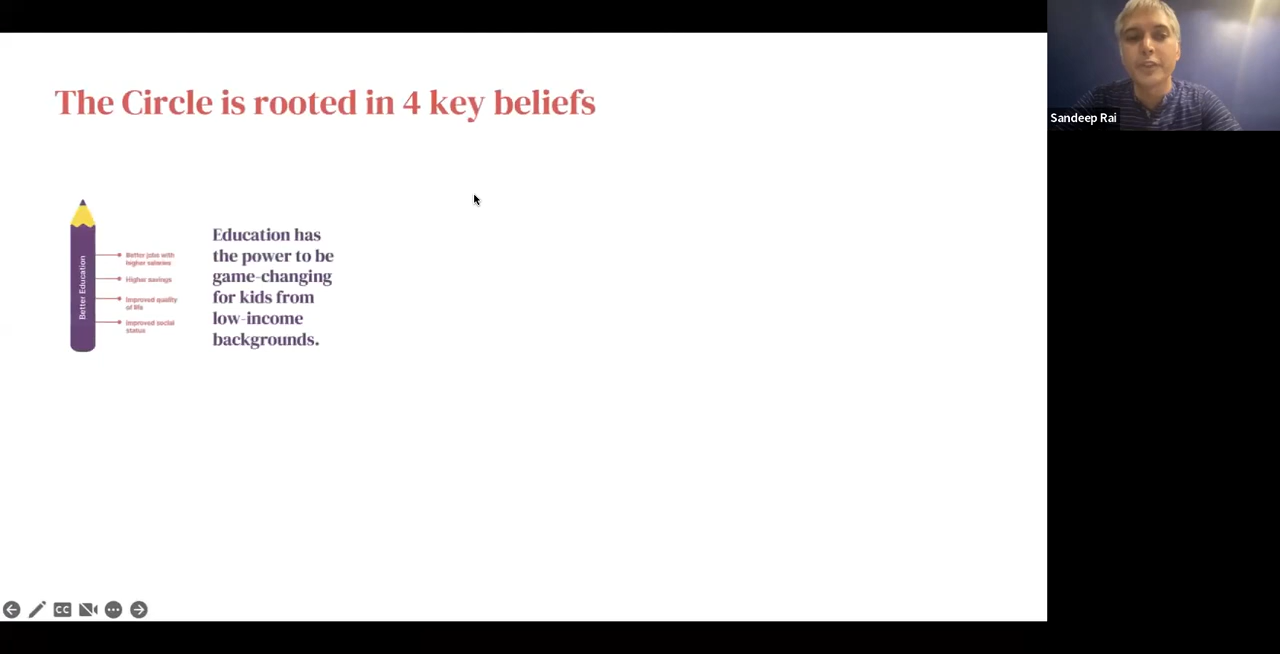 The Circle is rooted in 4 key beliefs
Better Education
Better jobs with
higher salaries
Higher savings
Improved quality
of life
Improved social
status
Education has
the power to be
game-changing
for kids from
low-income
backgrounds.
Sandeep Rai
CC